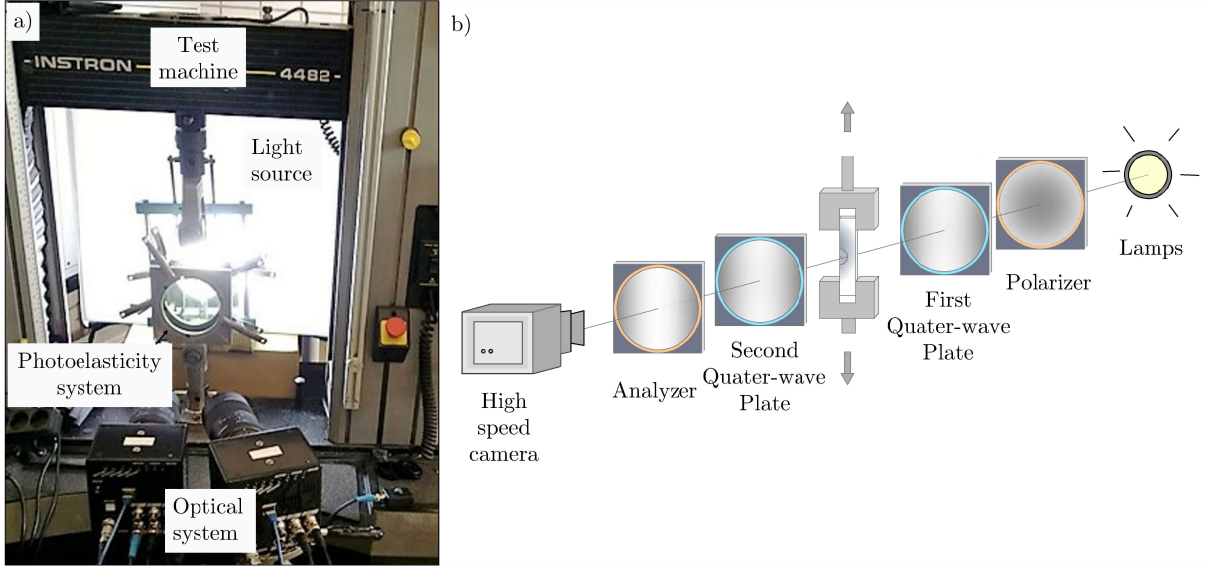 a)
Test
machine
-INSTRON
4482-
Light
source
Photoelasticity
system
Optical
system
b)
Lamps
Polarizer
First
Quater-wave
Plate
Second
Quater-wave
Plate
Analyzer
High
speed
camera